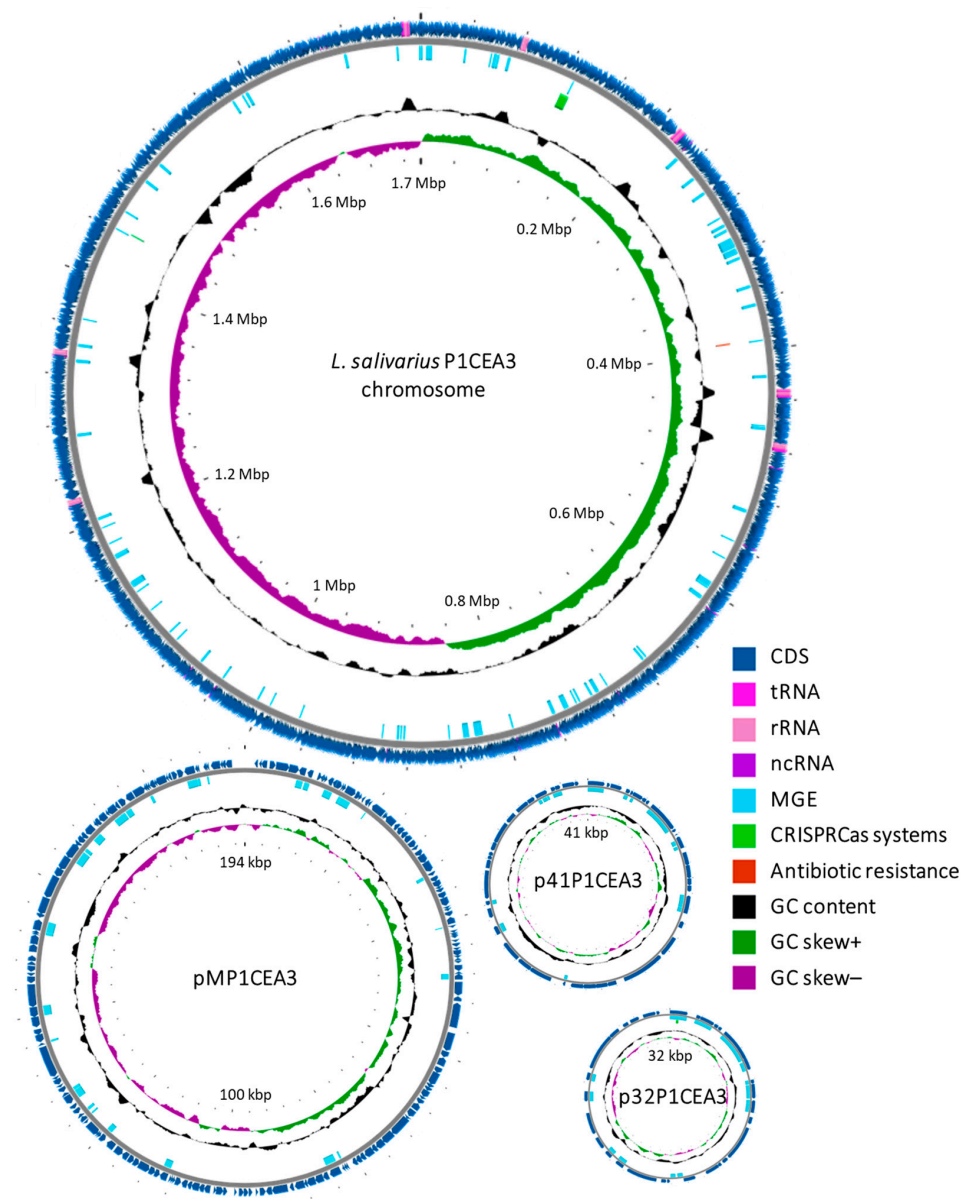 1.7 Mbp
1.6 Mbp
0.2 Mbp
1.4 Mbp
0.4 Mbp
L. salivarius P1CEA3
chromosome
1.2 Mbp
0.6 Mbp
1 Mbp
0.8 Mbp
CDS
tRNA
rRNA
ncRNA
MGE
CRISPRCas systems
Antibiotic resistance
GC content
GC skew+
GC skew–
194 kbp
pMP1CEA3
100 kbp
41 kbp
p41P1CEA3
32 kbp
p32P1CEA3